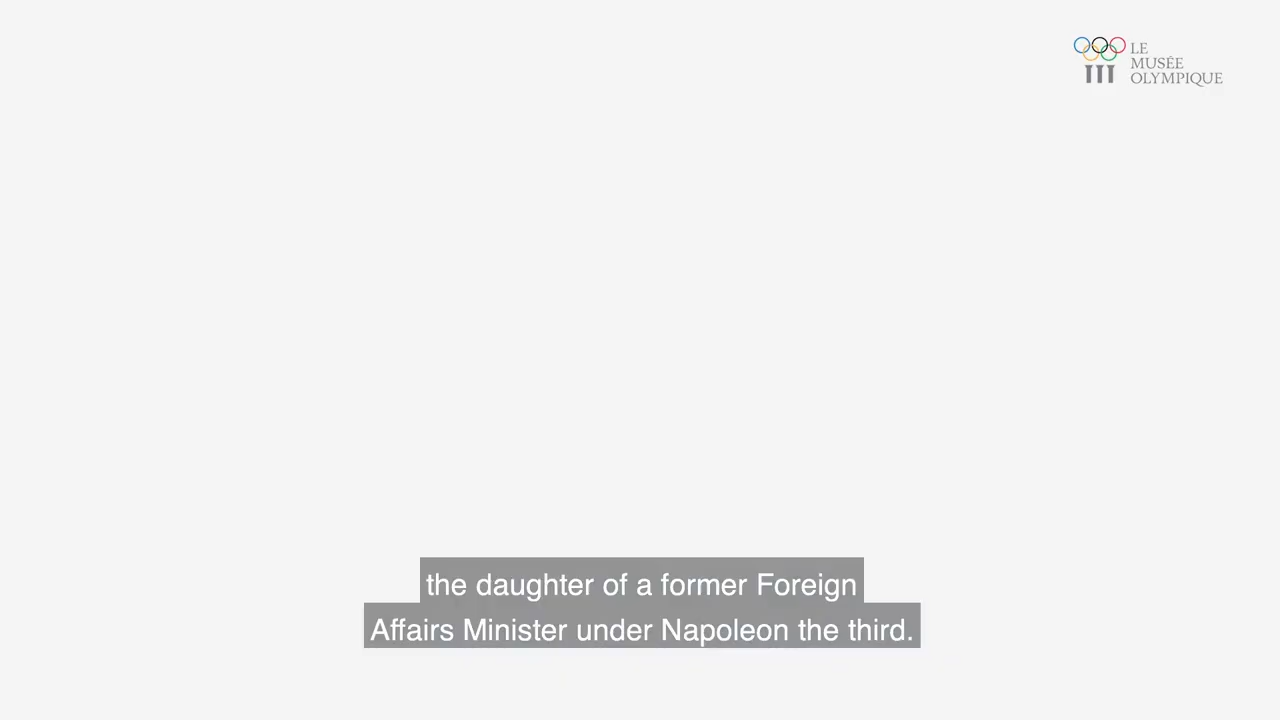 LE
MUSÉE
OLYMPIQUE
the daughter of a former Foreign
Affairs Minister under Napoleon the third.